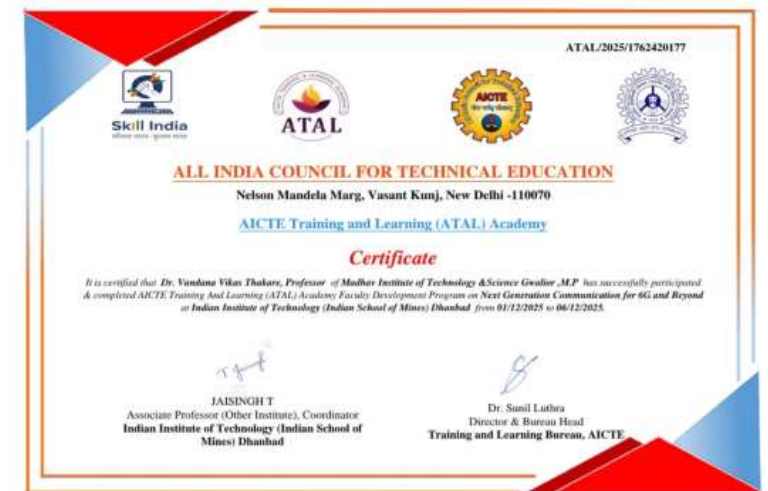 ATAL/2025/1762420177
Skill India
ATAL
AICTE
ALL INDIA COUNCIL FOR TECHNICAL EDUCATION
Nelson Mandela Marg, Vasant Kunj, New Delhi -110070
AICTE Training and Learning (ATAL) Academy
Certificate
It is certified that Dr. Vandana Vikas Thakare, Professor of Madhav Institute of Technology &Science Gwalior ,M.P has successfully participated
& completed AICTE Training And Learning (ATAL) Academy Faculty Development Program on Next Generation Communication for 6G and Beyond
at Indian Institute of Technology (Indian School of Mines) Dhanbad from 01/12/2025 to 06/12/2025.
JAISINGH T
Associate Professor (Other Institute), Coordinator
Indian Institute of Technology (Indian School of
Mines) Dhanbad
Dr. Sunil Luthra
Director & Bureau Head
Training and Learning Bureau, AICTE